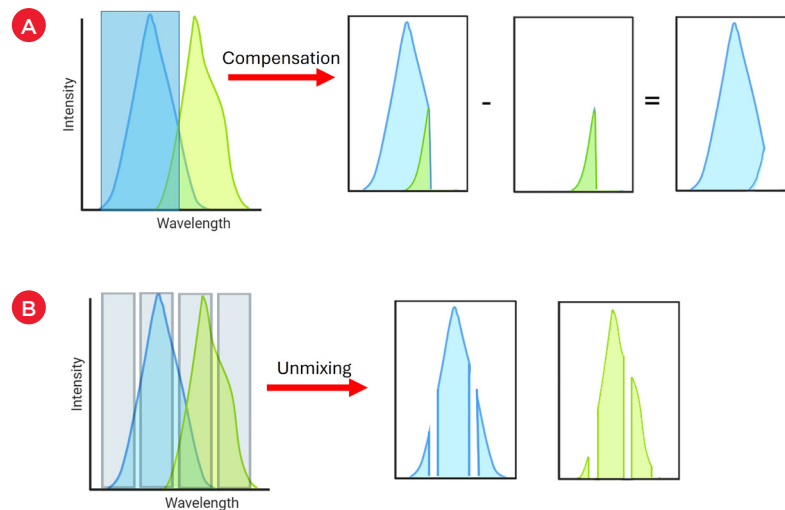 A
Intensity
Compensation
-
=
Wavelength
B
Intensity
Unmixing
Wavelength